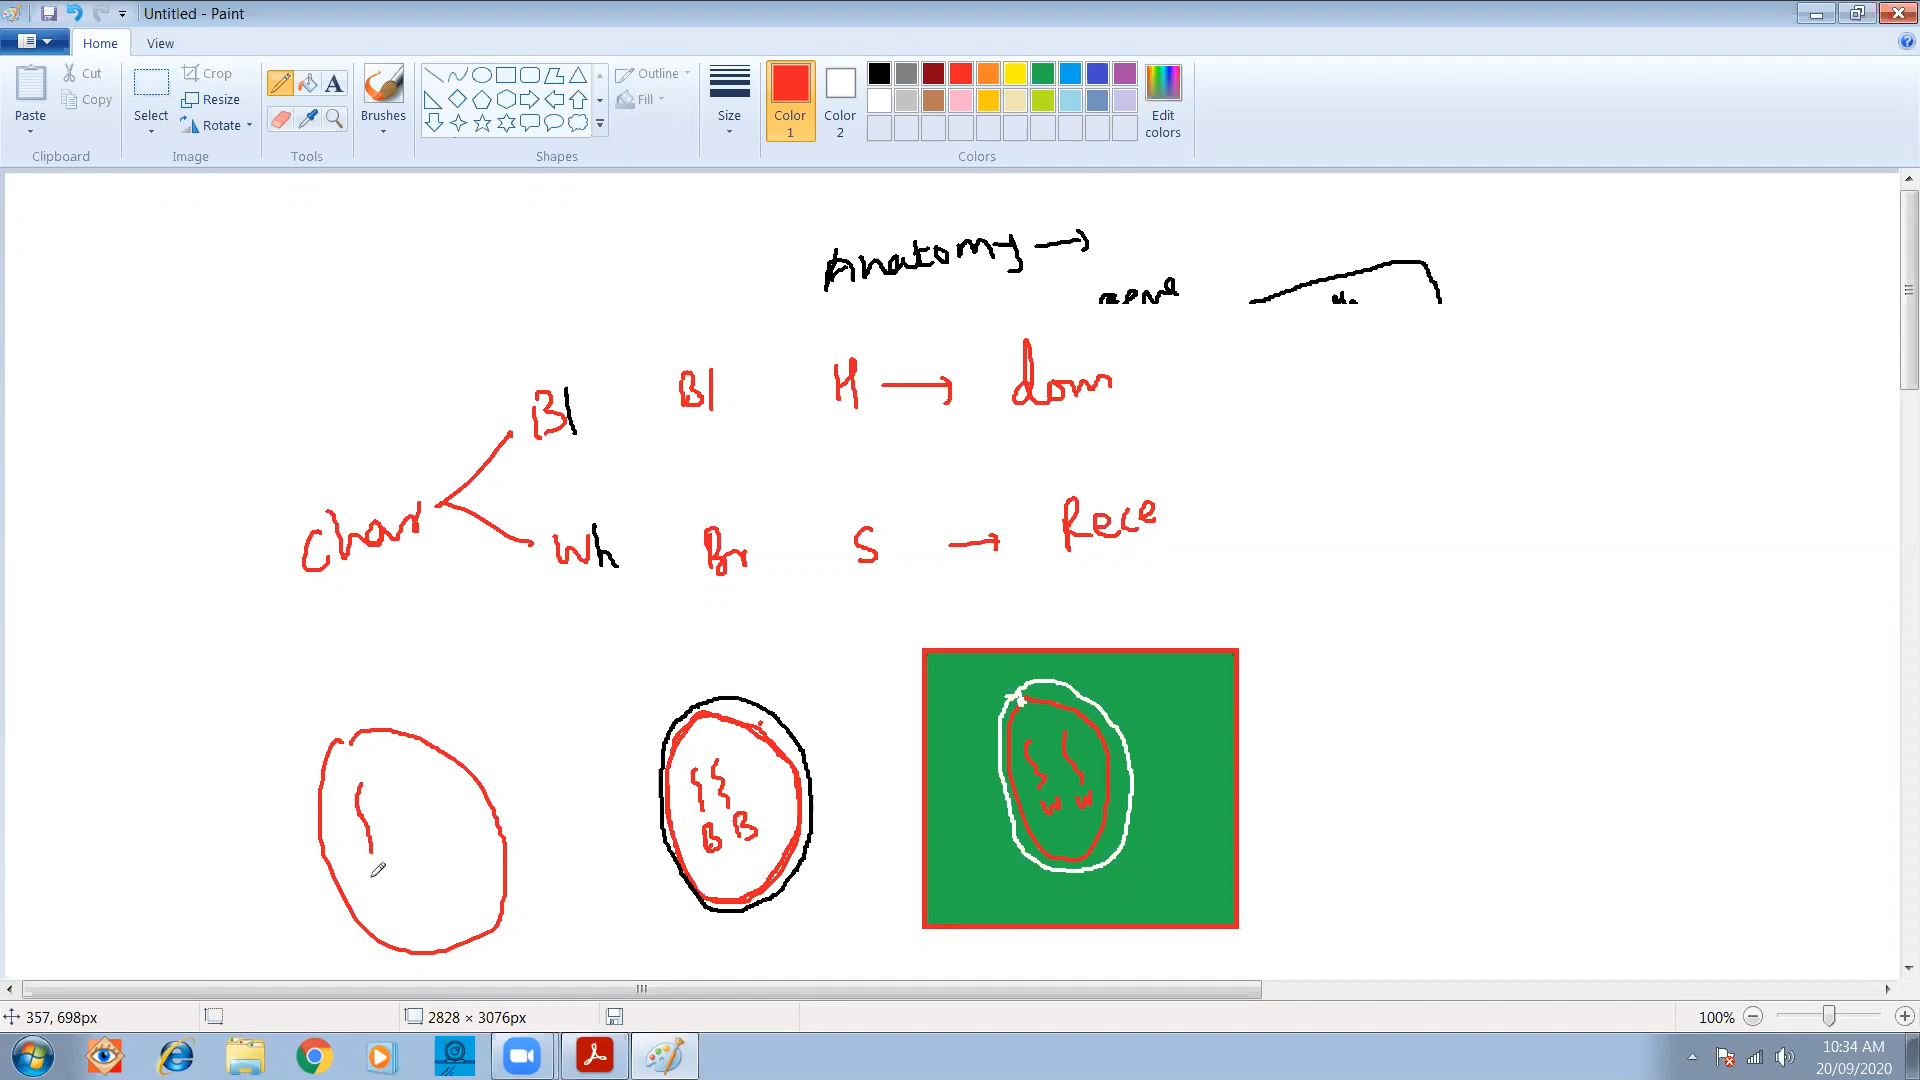 Untitled - Paint
Home View
Paste Cut Copy Clipboard
Select Crop Resize Rotate Image
A Tools
Brushes
Outline Fill Shapes
Size
Color 1
Color 2
Edit colors
Colors
Anatomy →
Bl Bl H → dom
Char
Wh Br S → Rece
B B
W W
357, 698px
2828 × 3076px
100%
10:34 AM
20/09/2020